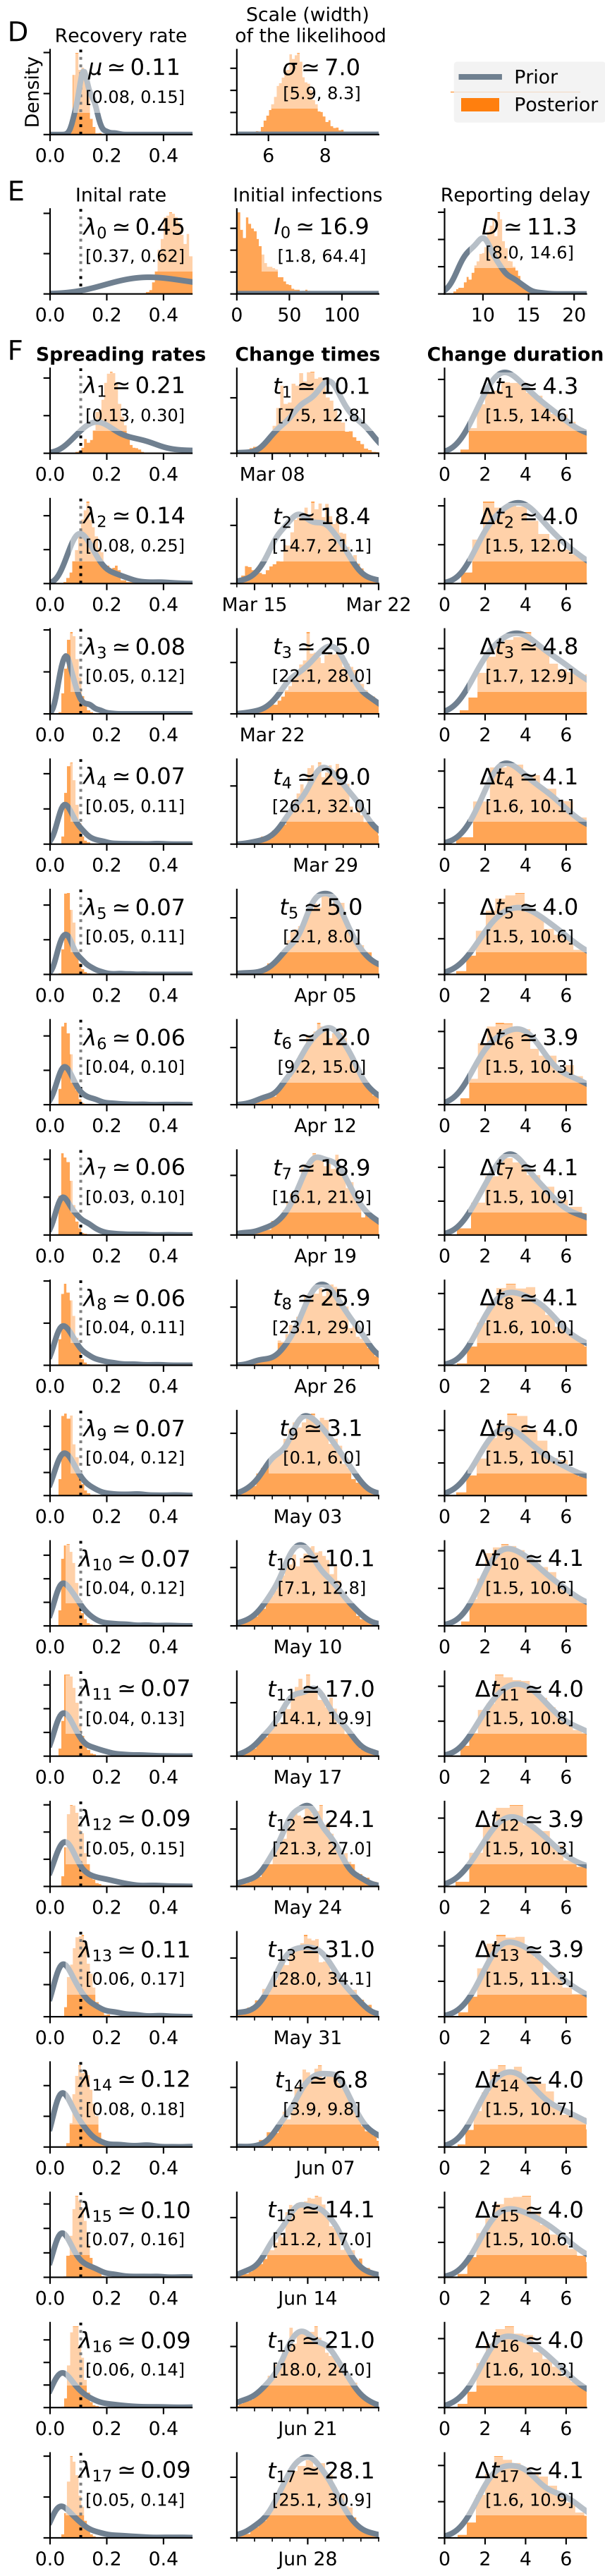 D
Recovery rate
μ ≃ 0.11
[0.08, 0.15]
Density
0.0 0.2 0.4
Scale (width)
of the likelihood
σ ≃ 7.0
[5.9, 8.3]
6 8
Prior
Posterior
E
Inital rate
λ0 ≃ 0.45
[0.37, 0.62]
0.0 0.2 0.4
Initial infections
I0 ≃ 16.9
[1.8, 64.4]
0 50 100
Reporting delay
D ≃ 11.3
[8.0, 14.6]
10 15 20
F
Spreading rates Change times Change duration
λ1 ≃ 0.21 t1 ≃ 10.1 Δt1 ≃ 4.3
[0.13, 0.30] [7.5, 12.8] [1.5, 14.6]
0.0 0.2 0.4 Mar 08 0 2 4 6
λ2 ≃ 0.14 t2 ≃ 18.4 Δt2 ≃ 4.0
[0.08, 0.25] [14.7, 21.1] [1.5, 12.0]
0.0 0.2 0.4 Mar 15 Mar 22 0 2 4 6
λ3 ≃ 0.08 t3 ≃ 25.0 Δt3 ≃ 4.8
[0.05, 0.12] [22.1, 28.0] [1.7, 12.9]
0.0 0.2 0.4 Mar 22 0 2 4 6
λ4 ≃ 0.07 t4 ≃ 29.0 Δt4 ≃ 4.1
[0.05, 0.11] [26.1, 32.0] [1.6, 10.1]
0.0 0.2 0.4 Mar 29 0 2 4 6
λ5 ≃ 0.07 t5 ≃ 5.0 Δt5 ≃ 4.0
[0.05, 0.11] [2.1, 8.0] [1.5, 10.6]
0.0 0.2 0.4 Apr 05 0 2 4 6
λ6 ≃ 0.06 t6 ≃ 12.0 Δt6 ≃ 3.9
[0.04, 0.10] [9.2, 15.0] [1.5, 10.3]
0.0 0.2 0.4 Apr 12 0 2 4 6
λ7 ≃ 0.06 t7 ≃ 18.9 Δt7 ≃ 4.1
[0.03, 0.10] [16.1, 21.9] [1.5, 10.9]
0.0 0.2 0.4 Apr 19 0 2 4 6
λ8 ≃ 0.06 t8 ≃ 25.9 Δt8 ≃ 4.1
[0.04, 0.11] [23.1, 29.0] [1.6, 10.0]
0.0 0.2 0.4 Apr 26 0 2 4 6
λ9 ≃ 0.07 t9 ≃ 3.1 Δt9 ≃ 4.0
[0.04, 0.12] [0.1, 6.0] [1.5, 10.5]
0.0 0.2 0.4 May 03 0 2 4 6
λ10 ≃ 0.07 t10 ≃ 10.1 Δt10 ≃ 4.1
[0.04, 0.12] [7.1, 12.8] [1.5, 10.6]
0.0 0.2 0.4 May 10 0 2 4 6
λ11 ≃ 0.07 t11 ≃ 17.0 Δt11 ≃ 4.0
[0.04, 0.13] [14.1, 19.9] [1.5, 10.8]
0.0 0.2 0.4 May 17 0 2 4 6
λ12 ≃ 0.09 t12 ≃ 24.1 Δt12 ≃ 3.9
[0.05, 0.15] [21.3, 27.0] [1.5, 10.3]
0.0 0.2 0.4 May 24 0 2 4 6
λ13 ≃ 0.11 t13 ≃ 31.0 Δt13 ≃ 3.9
[0.06, 0.17] [28.0, 34.1] [1.5, 11.3]
0.0 0.2 0.4 May 31 0 2 4 6
λ14 ≃ 0.12 t14 ≃ 6.8 Δt14 ≃ 4.0
[0.08, 0.18] [3.9, 9.8] [1.5, 10.7]
0.0 0.2 0.4 Jun 07 0 2 4 6
λ15 ≃ 0.10 t15 ≃ 14.1 Δt15 ≃ 4.0
[0.07, 0.16] [11.2, 17.0] [1.5, 10.6]
0.0 0.2 0.4 Jun 14 0 2 4 6
λ16 ≃ 0.09 t16 ≃ 21.0 Δt16 ≃ 4.0
[0.06, 0.14] [18.0, 24.0] [1.6, 10.3]
0.0 0.2 0.4 Jun 21 0 2 4 6
λ17 ≃ 0.09 t17 ≃ 28.1 Δt17 ≃ 4.1
[0.05, 0.14] [25.1, 30.9] [1.6, 10.9]
0.0 0.2 0.4 Jun 28 0 2 4 6